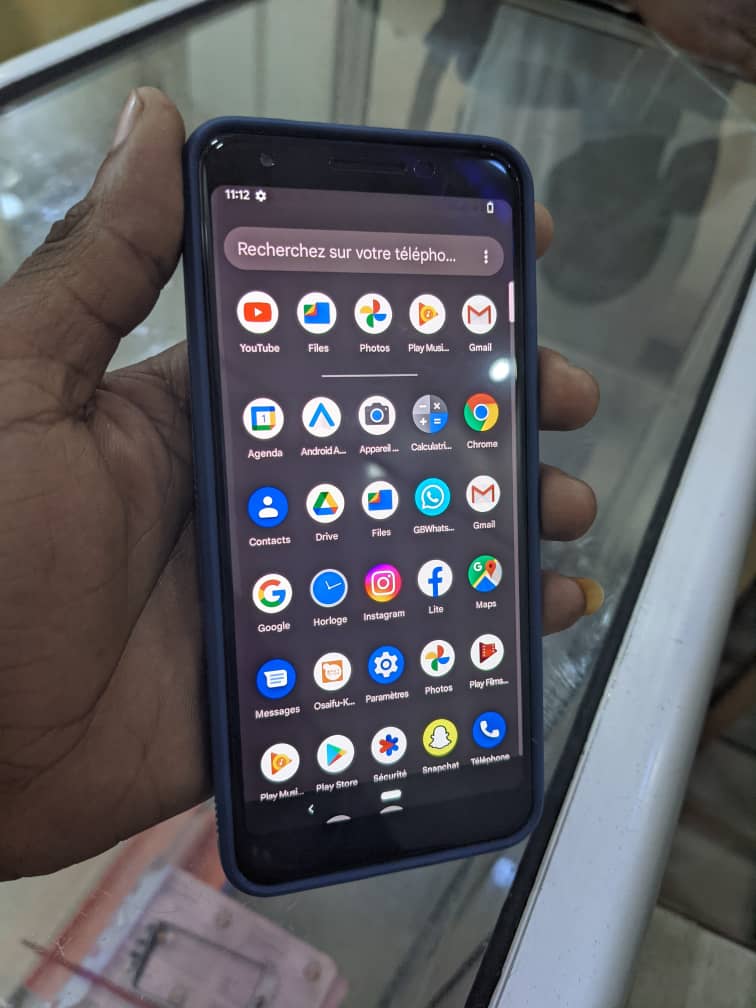 11:12
Recherchez sur votre télépho...
YouTube Files Photos Play Musi... Gmail
1
Agenda Android A... Appareil ... Calculatri... Chrome
Contacts Drive Files GBWhats... Gmail
Google Horloge Instagram Lite Maps
Messages Osaifu-K... Paramètres Photos Play Films...
Play Musi... Play Store Sécurité Snapchat Téléphone